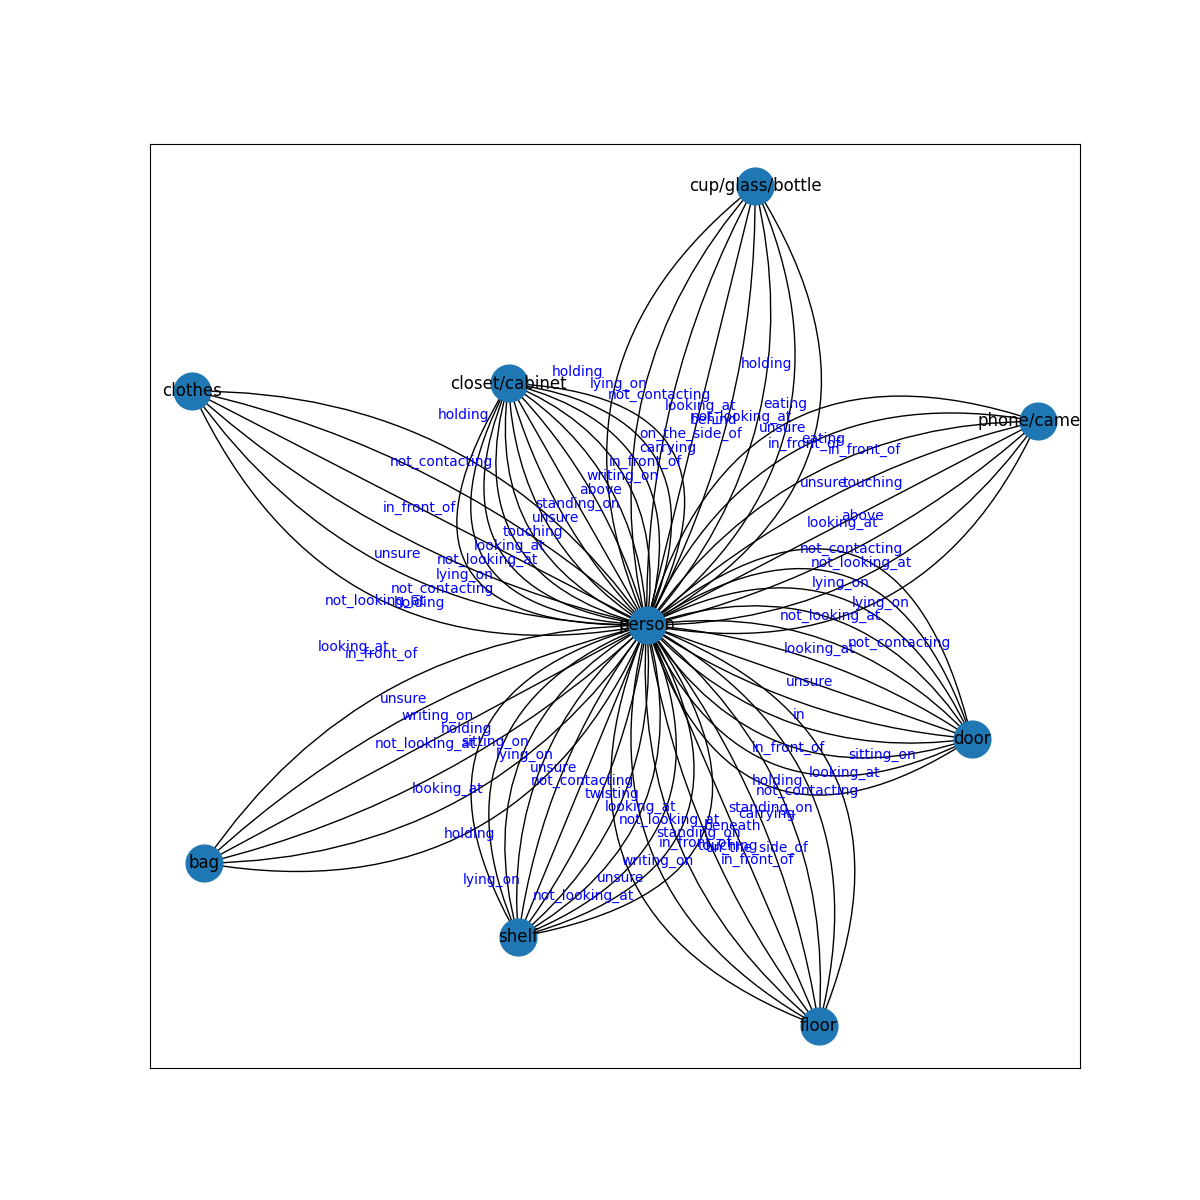 cup/glass/bottle
holding
holding
lying_on
closet/cabinet
clothes
not_contacting
eating
looking_at
holding
not_looking_at
behind
phone/came
unsure
on_the_side_of
eating
in_front_of
carrying
in_front_of
not_contacting
in_front_of
writing_on
unsure
touching
above
standing_on
in_front_of
above
unsure
looking_at
touching
looking_at
not_contacting
unsure
not_looking_at
not_looking_at
lying_on
lying_on
not_contacting
not_looking_at
holding
lying_on
not_looking_at
person
not_contacting
looking_at
looking_at
in_front_of
unsure
unsure
writing_on
in
holding
door
sitting_on
not_looking_at
in_front_of
lying_on
sitting_on
unsure
looking_at
not_contacting
holding
looking_at
not_contacting
twisting
looking_at
standing_on
carrying
not_looking_at
beneath
holding
standing_on
in_front_of
touching
on_the_side_of
in_front_of
writing_on
bag
unsure
lying_on
not_looking_at
shelf
floor